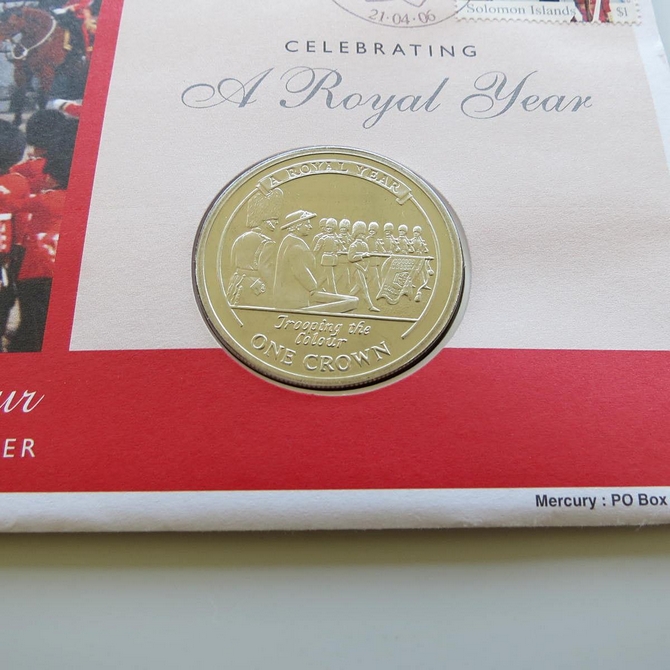 21·04·06
Solomon Islands $1
CELEBRATING
A Royal Year
A ROYAL YEAR
Trooping the
Colour
ONE CROWN
ur
ER
Mercury : PO Box